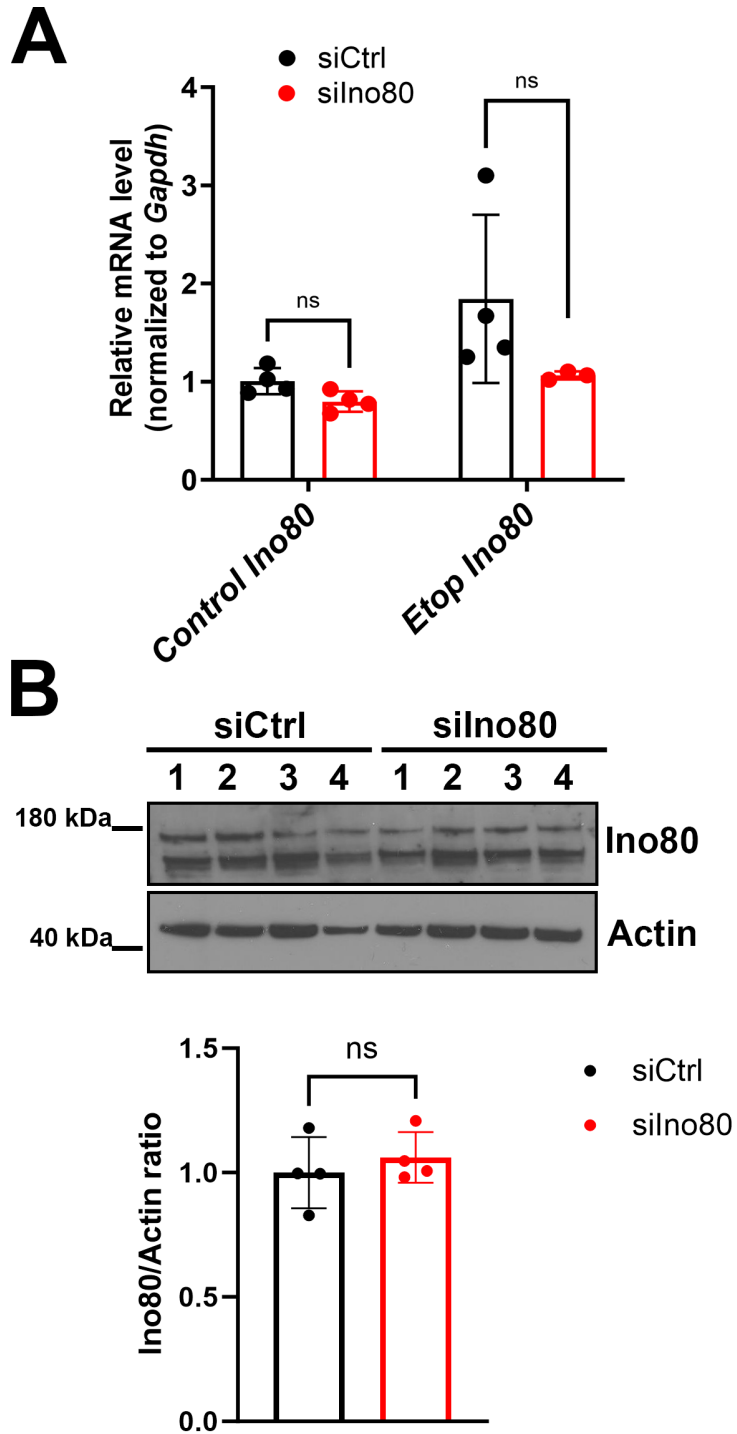 A
siCtrl
siIno80
Relative mRNA level
(normalized to Gapdh)
4
3
2
1
0
ns
ns
Control Ino80
Etop Ino80
B
siCtrl siIno80
1 2 3 4 1 2 3 4
180 kDa
Ino80
40 kDa
Actin
Ino80/Actin ratio
1.5
1.0
0.5
0.0
ns
siCtrl
siIno80